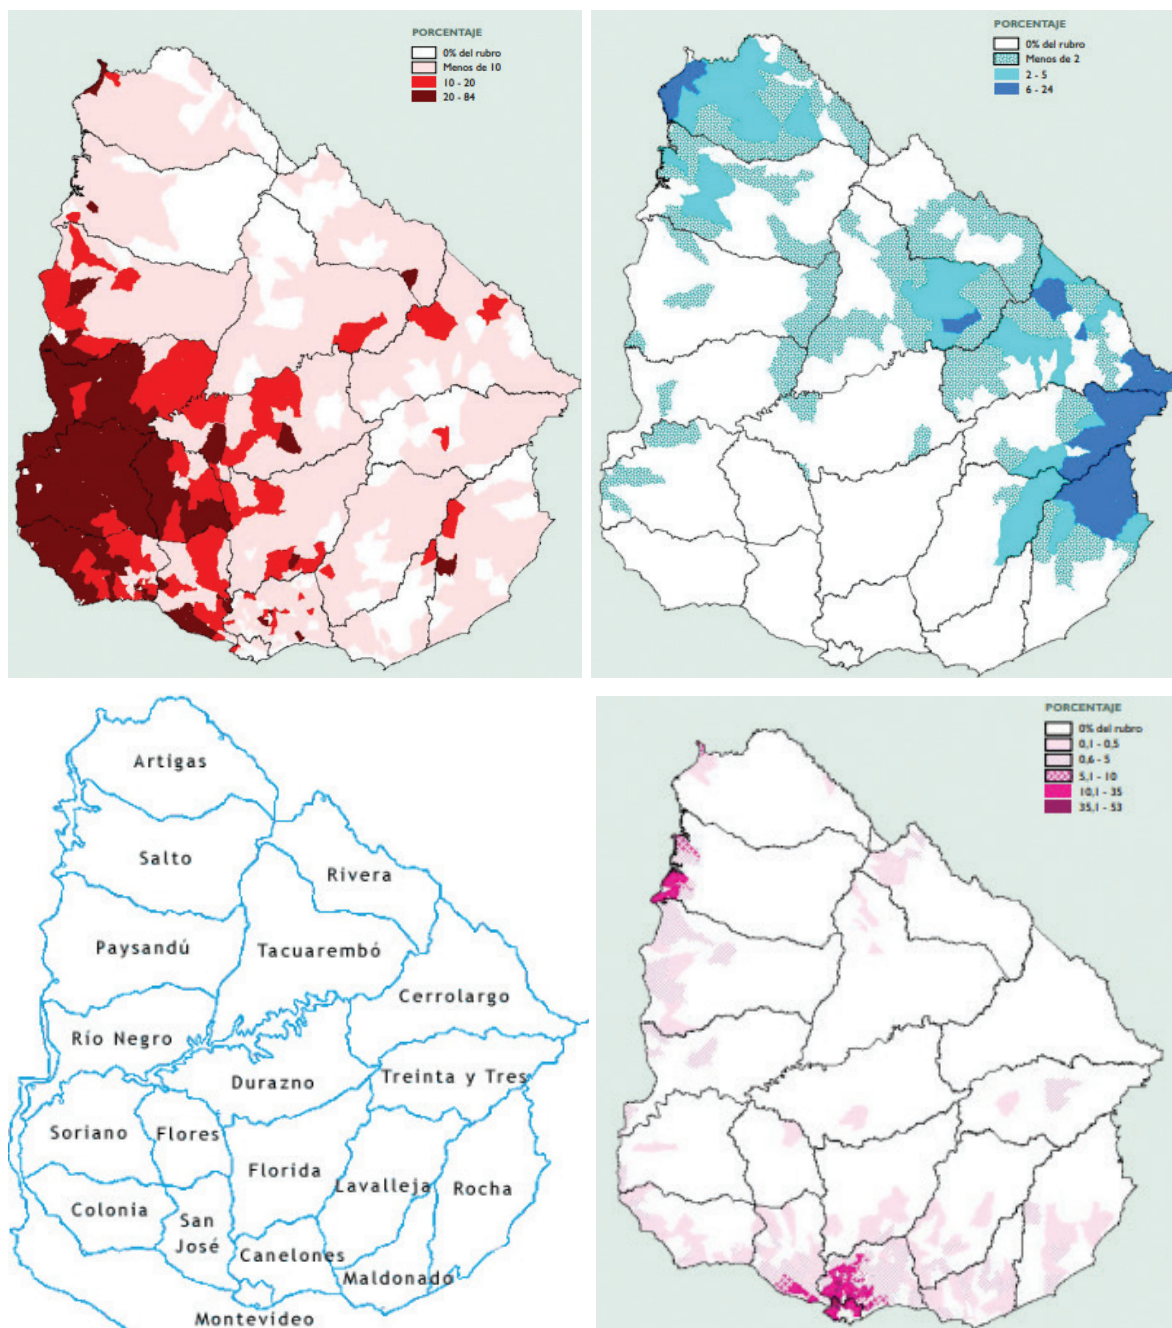 PORCENTAJE
0% del rubro
Menos de 10
10 - 20
20 - 84
PORCENTAJE
0% del rubro
Menos de 2
2 - 5
6 - 24
Artigas
Salto
Rivera
Paysandú
Tacuarembó
Cerrolargo
Río Negro
Durazno
Treinta y Tres
Soriano
Flores
Florida
Lavalleja
Rocha
Colonia
San
José
Canelones
Maldonado
Montevideo
PORCENTAJE
0% del rubro
0,1 - 0,5
0,6 - 5
5,1 - 10
10,1 - 35
35,1 - 53